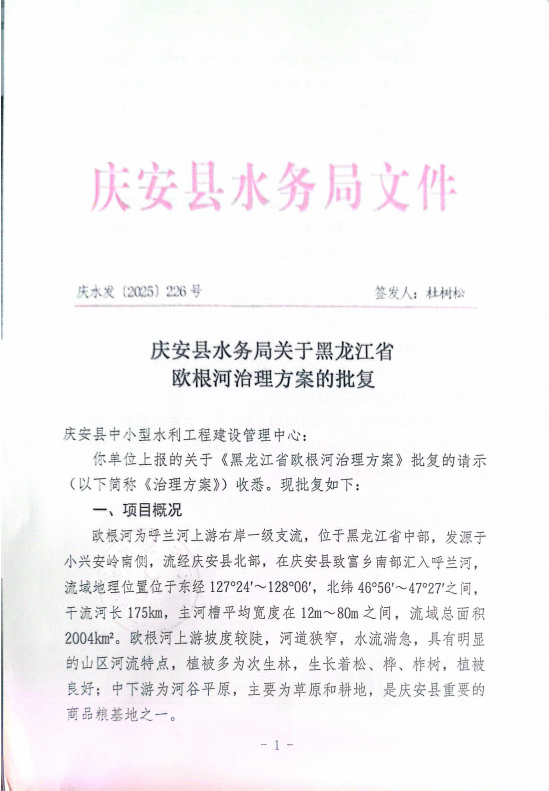 庆安县水务局文件
庆水发〔2025〕226号 签发人：杜树松
庆安县水务局关于黑龙江省
欧根河治理方案的批复
庆安县中小型水利工程建设管理中心：
你单位上报的关于《黑龙江省欧根河治理方案》批复的请示
（以下简称《治理方案》）收悉。现批复如下：
一、项目概况
欧根河为呼兰河上游右岸一级支流，位于黑龙江省中部，发源于
小兴安岭南侧，流经庆安县北部，在庆安县致富乡南部汇入呼兰河，
流域地理位置位于东经 127°24′～128°06′，北纬 46°56′～47°27′之间，
干流河长 175km，主河槽平均宽度在 12m～80m 之间，流域总面积
2004km²。欧根河上游坡度较陡，河道狭窄，水流湍急，具有明显
的山区河流特点，植被多为次生林，生长着松、桦、柞树，植被
良好；中下游为河谷平原，主要为草原和耕地，是庆安县重要的
商品粮基地之一。
- 1 -